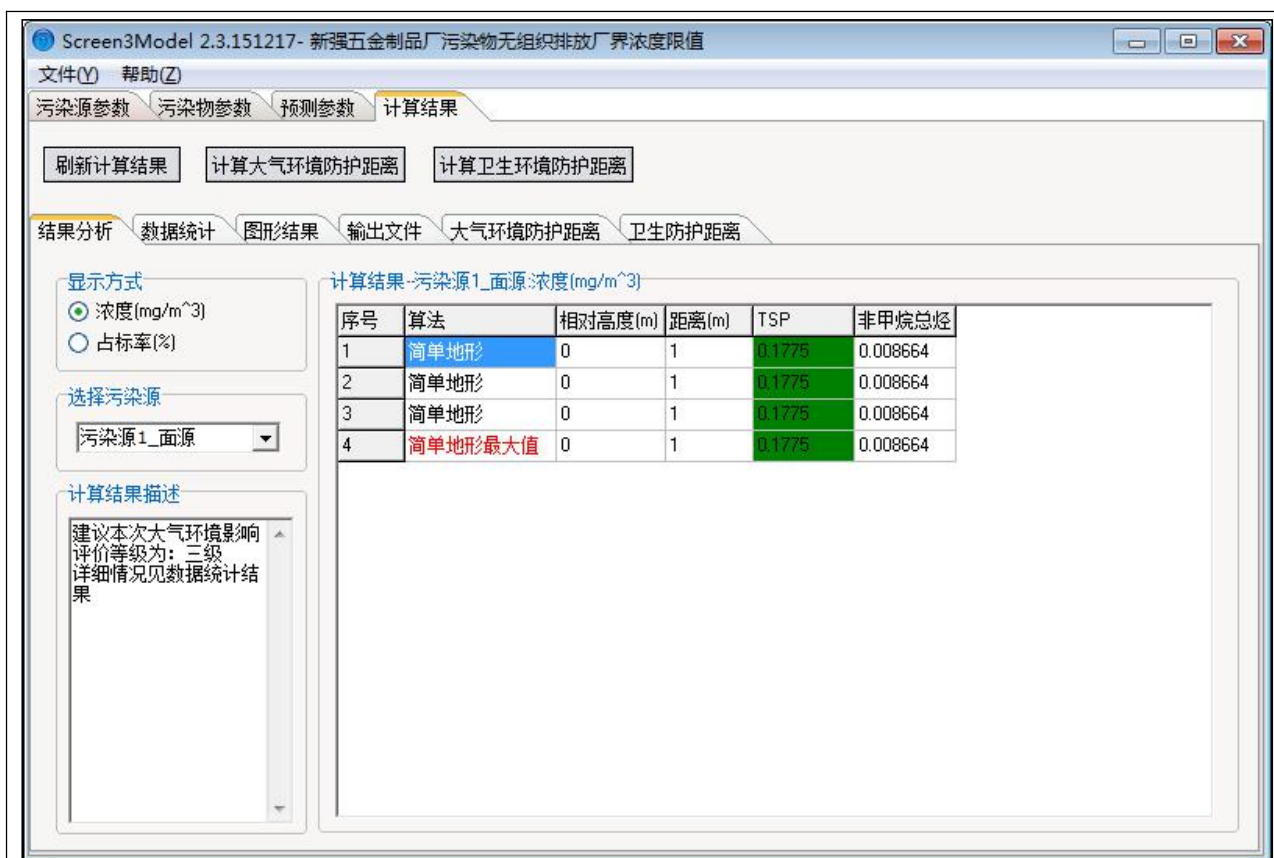 Screen3Model 2.3.151217- 新强五金制品厂污染物无组织排放厂界浓度限值
文件(Y) 帮助(Z)
污染源参数 污染物参数 预测参数 计算结果
刷新计算结果 计算大气环境防护距离 计算卫生环境防护距离
结果分析 数据统计 图形结果 输出文件 大气环境防护距离 卫生防护距离
显示方式
浓度(mg/m^3)
占标率(%)
选择污染源
污染源1_面源
计算结果描述
建议本次大气环境影响
评价等级为：三级
详细情况见数据统计结
果
计算结果--污染源1_面源:浓度(mg/m^3)
序号 算法 相对高度(m) 距离(m) TSP 非甲烷总烃
1 简单地形 0 1 0.1775 0.008664
2 简单地形 0 1 0.1775 0.008664
3 简单地形 0 1 0.1775 0.008664
4 简单地形最大值 0 1 0.1775 0.008664